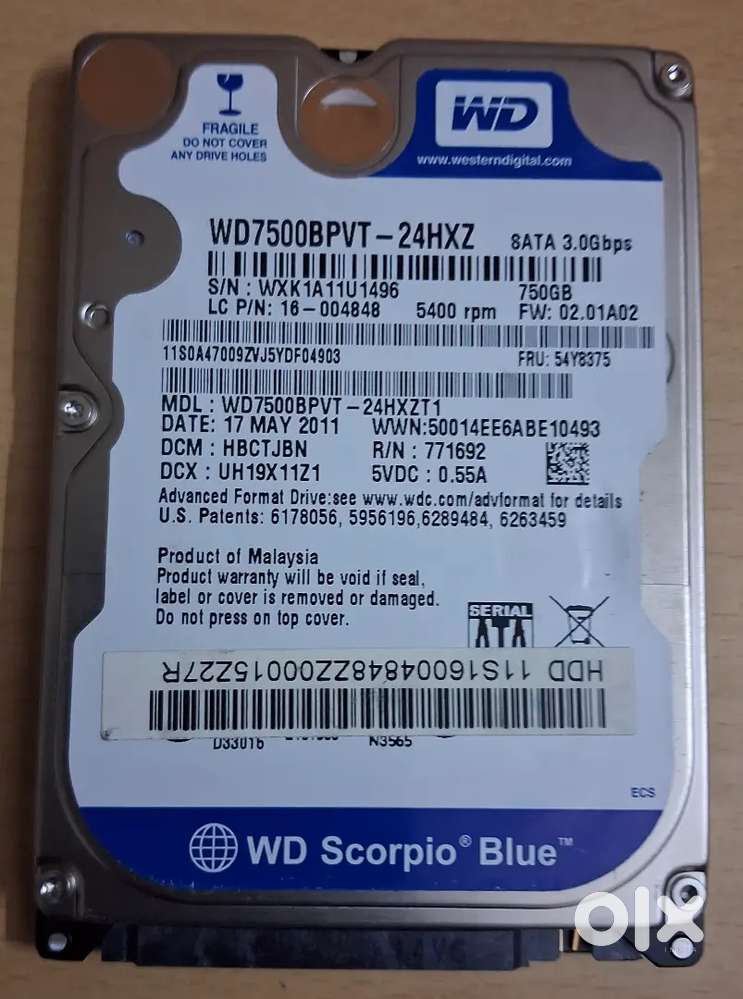 FRAGILE
DO NOT COVER
ANY DRIVE HOLES
WD
www.westerndigital.com
WD7500BPVT-24HXZ SATA 3.0Gbps
S/N : WXK1A11U1496 750GB
LC P/N: 16-004848 5400 rpm FW: 02.01A02
11S0A47009ZVJ5YDF04903 FRU: 54Y8375
MDL : WD7500BPVT-24HXZT1
DATE: 17 MAY 2011 WWN:50014EE6ABE10493
DCM : HBCTJBN R/N : 771692
DCX : UH19X11Z1 5VDC : 0.55A
Advanced Format Drive:see www.wdc.com/advformat for details
U.S. Patents: 6178056, 5956196,6289484, 6263459
Product of Malaysia
Product warranty will be void if seal,
label or cover is removed or damaged.
Do not press on top cover.
SERIAL
ATA
HDD 11S16004848ZZ00015Z27R
D33016 N3565
ECS
WD Scorpio® Blue™
olx